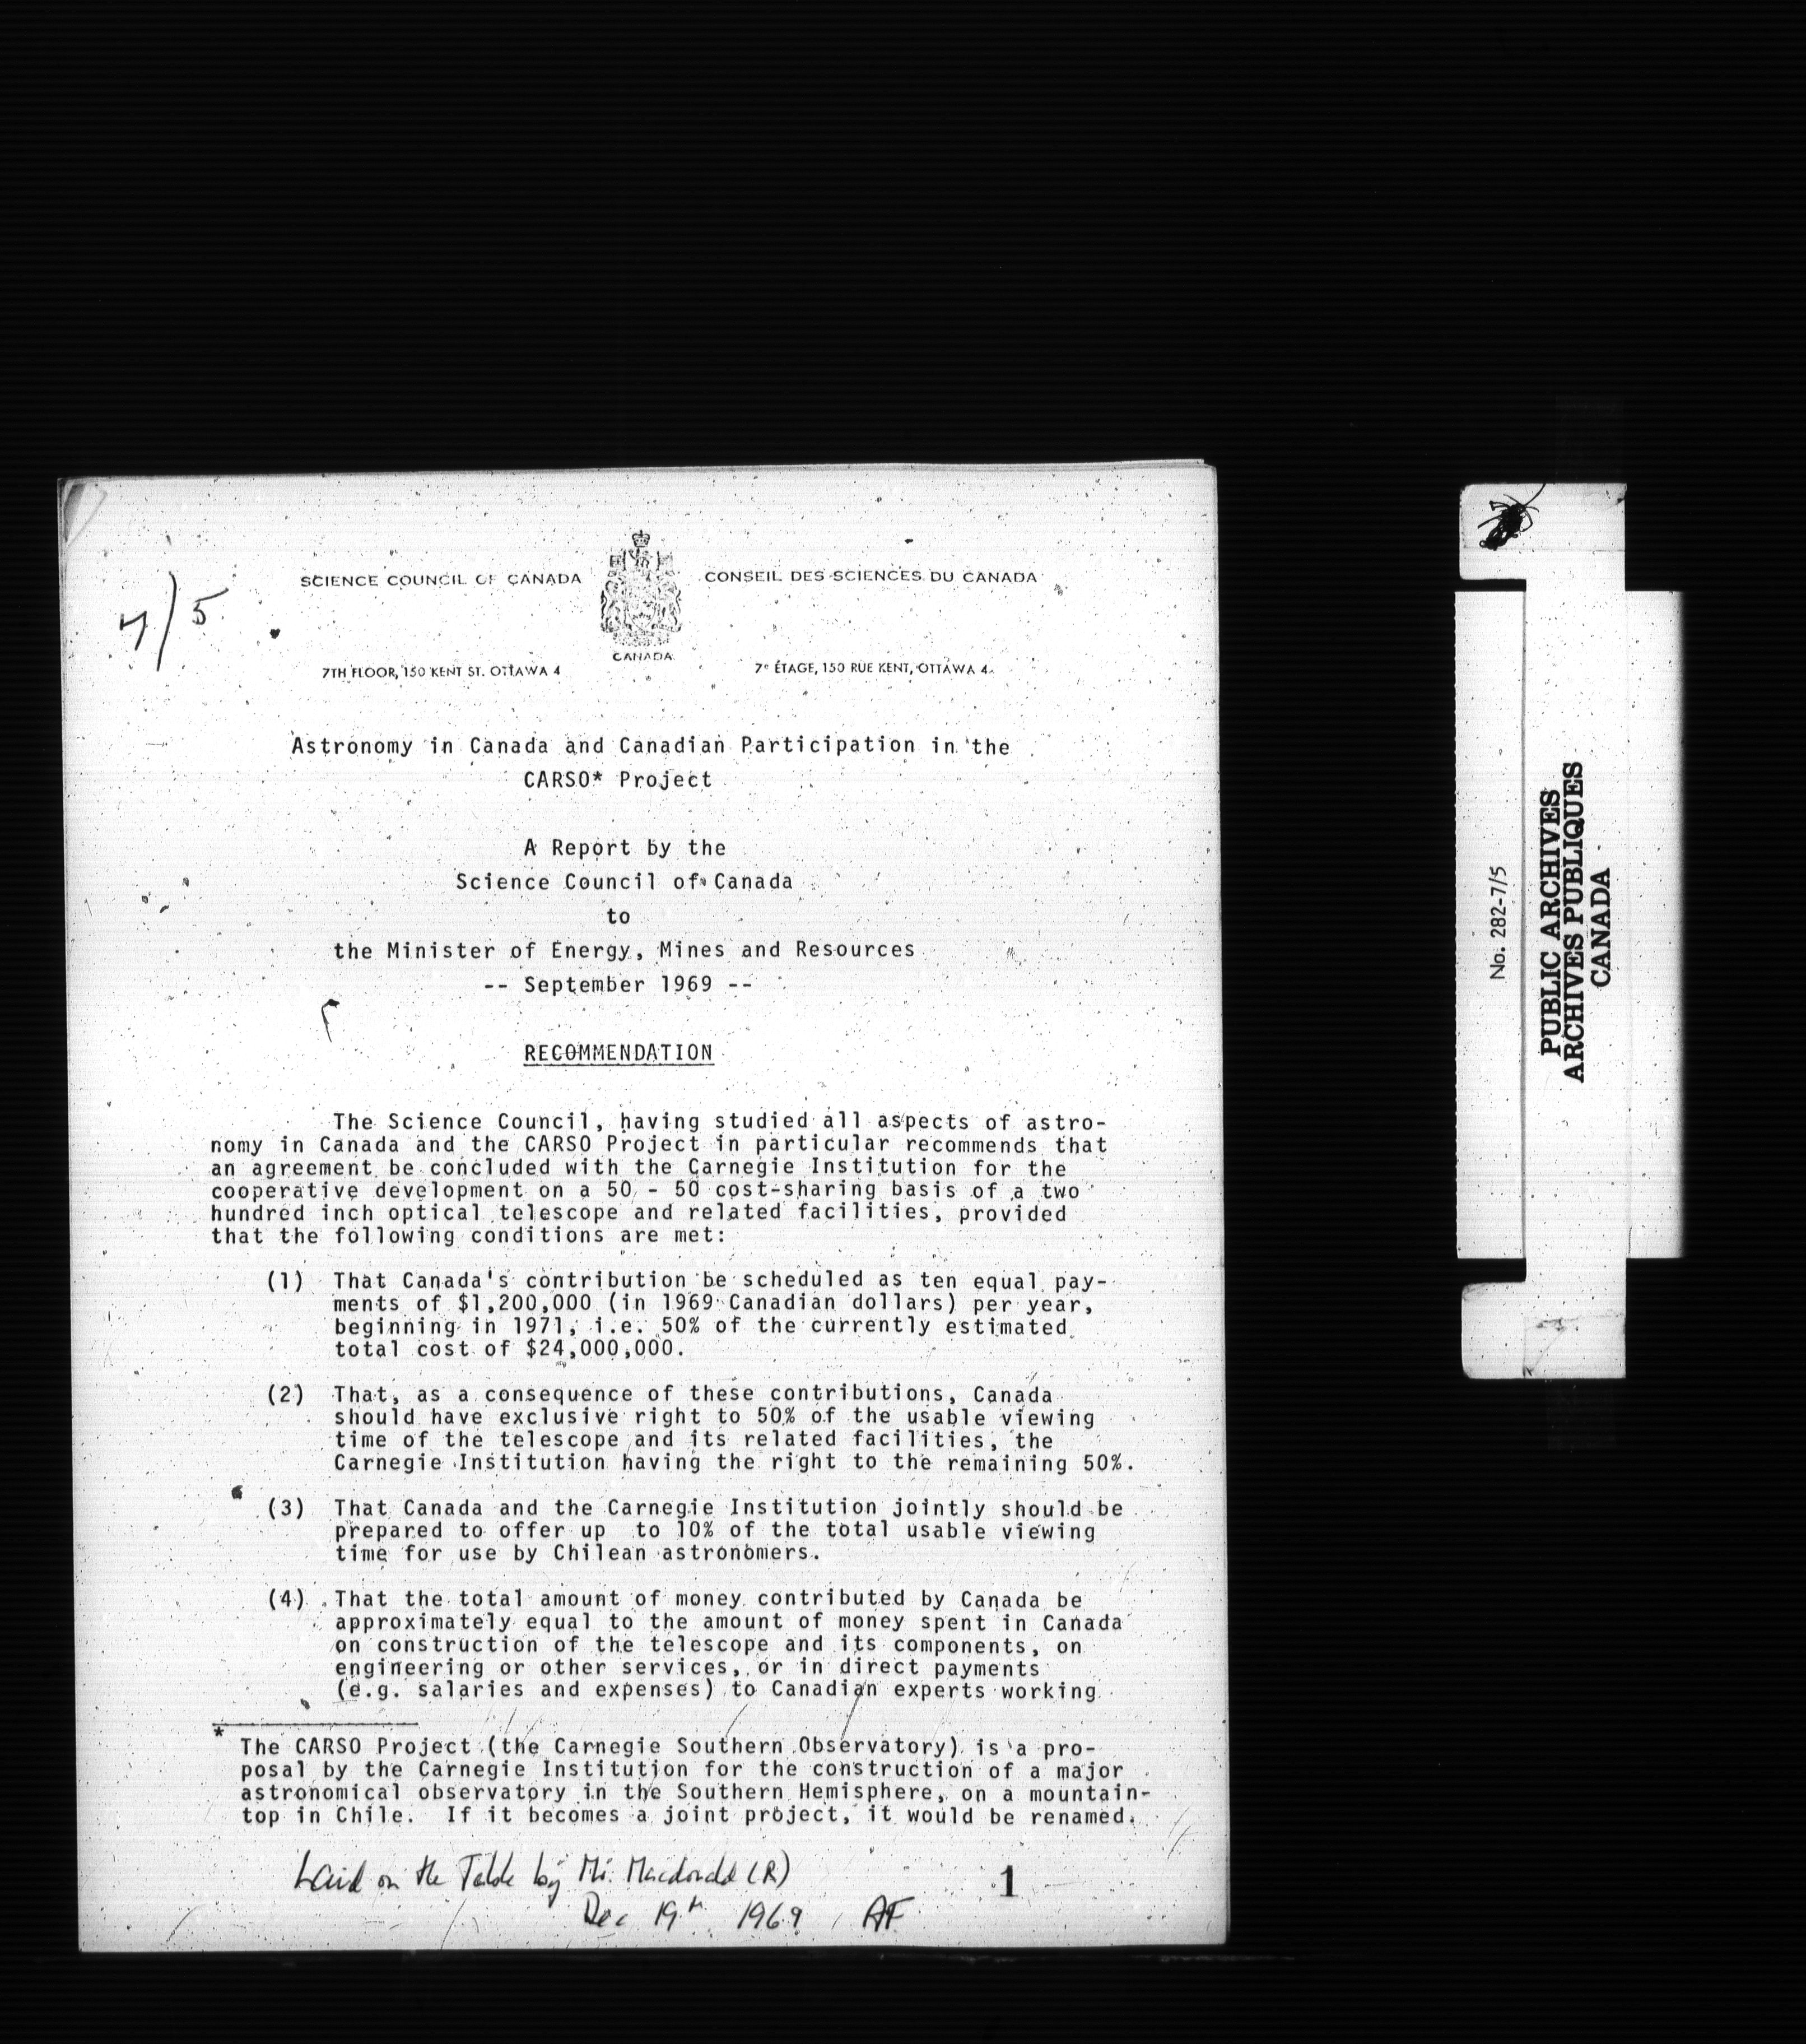 7/5
SCIENCE COUNCIL OF CANADA
CONSEIL DES SCIENCES DU CANADA
CANADA
7TH FLOOR, 150 KENT ST. OTTAWA 4
7e ÉTAGE, 150 RUE KENT, OTTAWA 4
Astronomy in Canada and Canadian Participation in the
CARSO* Project
A Report by the
Science Council of Canada
to
the Minister of Energy, Mines and Resources
-- September 1969 --
RECOMMENDATION
The Science Council, having studied all aspects of astro-
nomy in Canada and the CARSO Project in particular recommends that
an agreement be concluded with the Carnegie Institution for the
cooperative development on a 50 - 50 cost-sharing basis of a two
hundred inch optical telescope and related facilities, provided
that the following conditions are met:
(1) That Canada's contribution be scheduled as ten equal pay-
ments of $1,200,000 (in 1969 Canadian dollars) per year,
beginning in 1971, i.e. 50% of the currently estimated
total cost of $24,000,000.
(2) That, as a consequence of these contributions, Canada
should have exclusive right to 50% of the usable viewing
time of the telescope and its related facilities, the
Carnegie Institution having the right to the remaining 50%.
(3) That Canada and the Carnegie Institution jointly should be
prepared to offer up to 10% of the total usable viewing
time for use by Chilean astronomers.
(4) That the total amount of money contributed by Canada be
approximately equal to the amount of money spent in Canada
on construction of the telescope and its components, on
engineering or other services, or in direct payments
(e.g. salaries and expenses) to Canadian experts working
* The CARSO Project (the Carnegie Southern Observatory) is a pro-
posal by the Carnegie Institution for the construction of a major
astronomical observatory in the Southern Hemisphere, on a mountain-
top in Chile. If it becomes a joint project, it would be renamed.
Laid on the Table by Mr. Macdonald (R)
Dec 19th 1969, AF
1
No. 282-7/5
PUBLIC ARCHIVES
ARCHIVES PUBLIQUES
CANADA